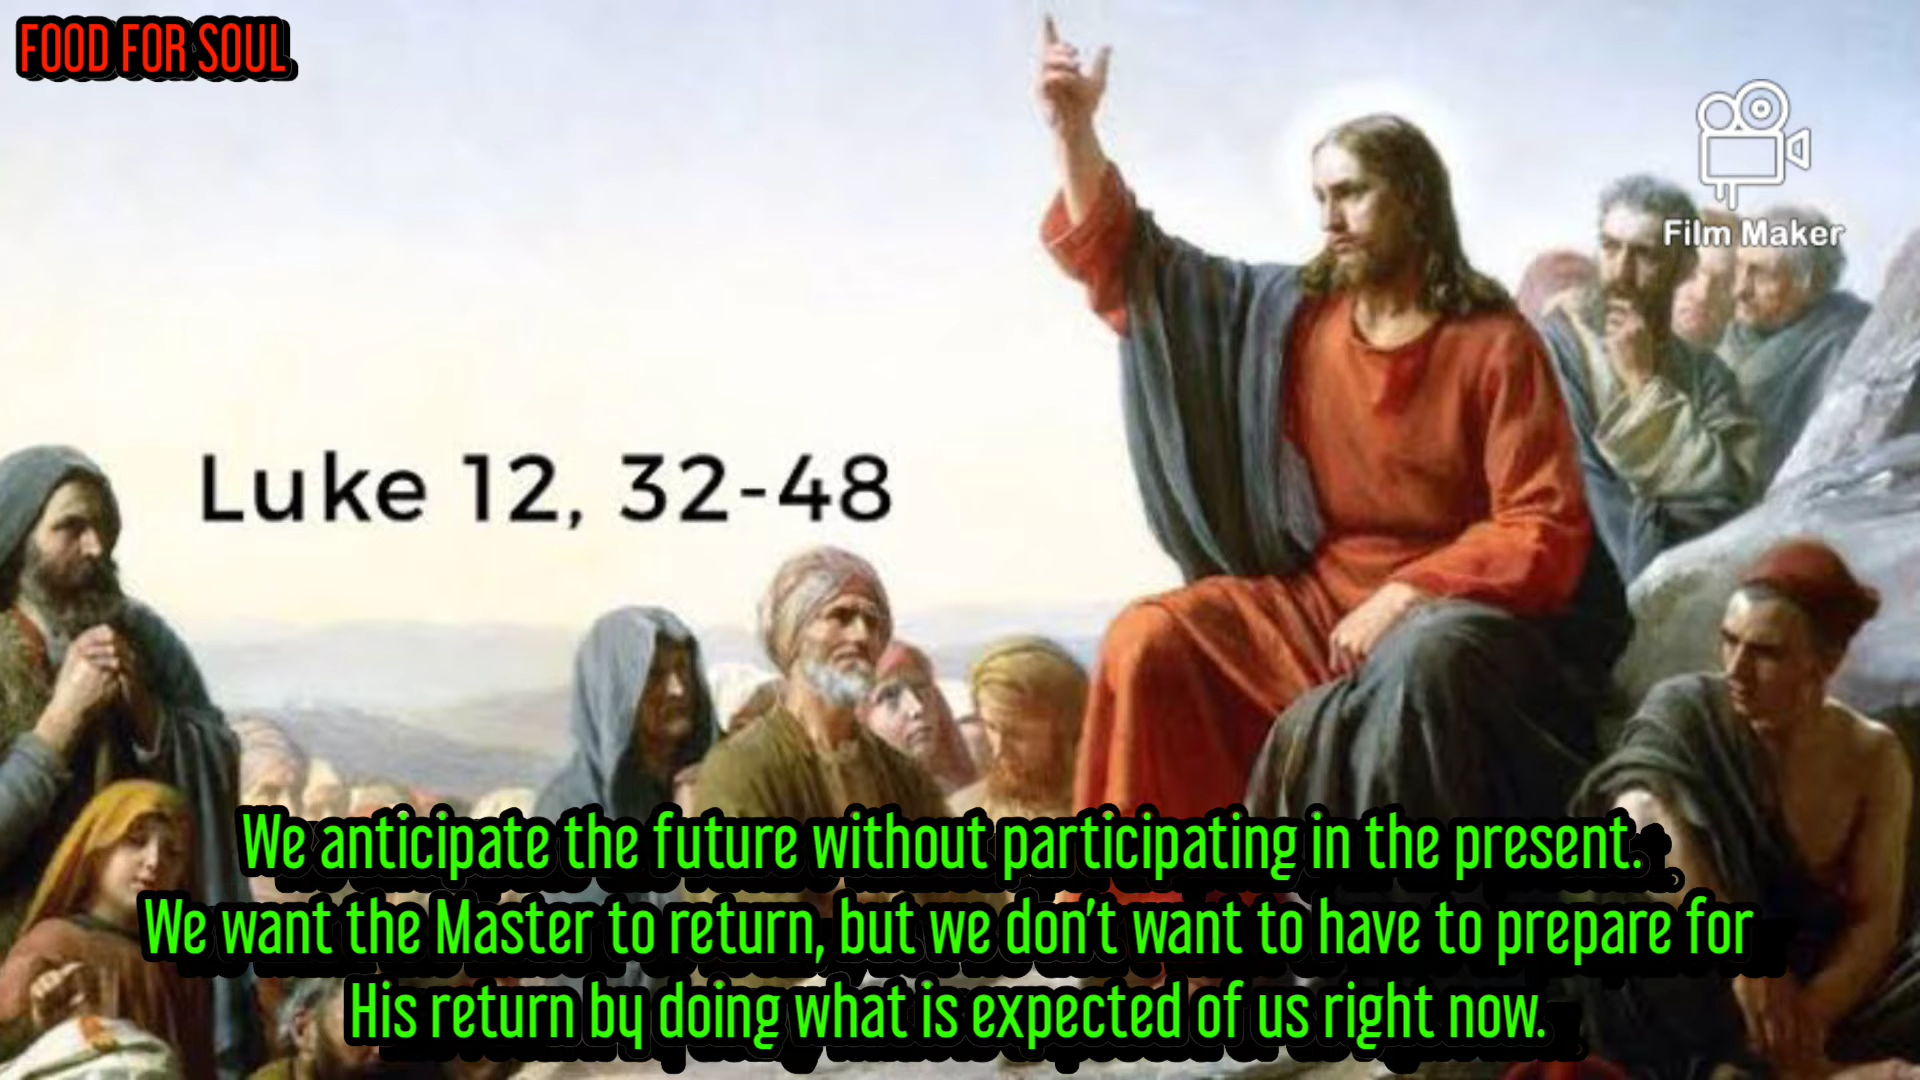 FOOD FOR SOUL
Film Maker
Luke 12, 32-48
We anticipate the future without participating in the present.
We want the Master to return, but we don't want to have to prepare for
His return by doing what is expected of us right now.